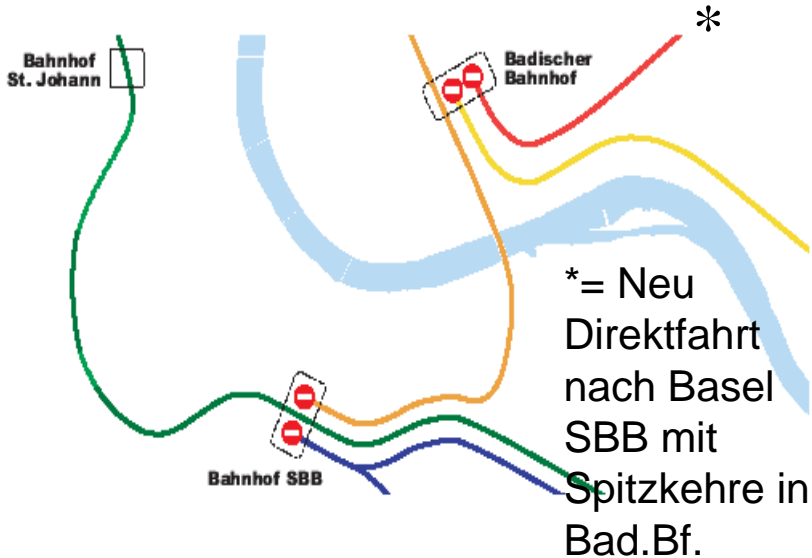 *
Bahnhof
St. Johann
Badischer
Bahnhof
*= Neu
Direktfahrt
nach Basel
SBB mit
Spitzkehre in
Bad.Bf.
Bahnhof SBB